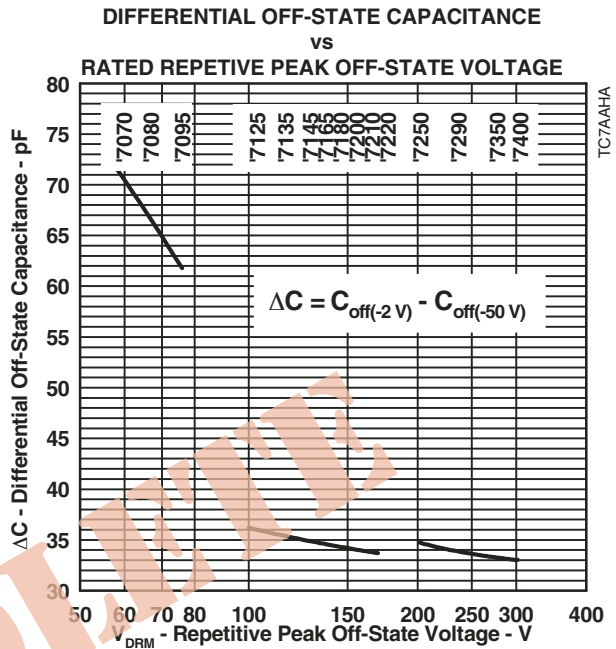 DIFFERENTIAL OFF-STATE CAPACITANCE
vs
RATED REPETIVE PEAK OFF-STATE VOLTAGE
TC7AAHA
ΔC - Differential Off-State Capacitance - pF
80
75
70
65
60
55
50
45
40
35
30
'7070
'7080
'7095
'7125
'7135
'7145
'7165
'7180
'7200
'7210
'7220
'7250
'7290
'7350
'7400
ΔC = Coff(-2 V) - Coff(-50 V)
50 60 70 80 100 150 200 250 300 400
VDRM - Repetitive Peak Off-State Voltage - V
PLETE